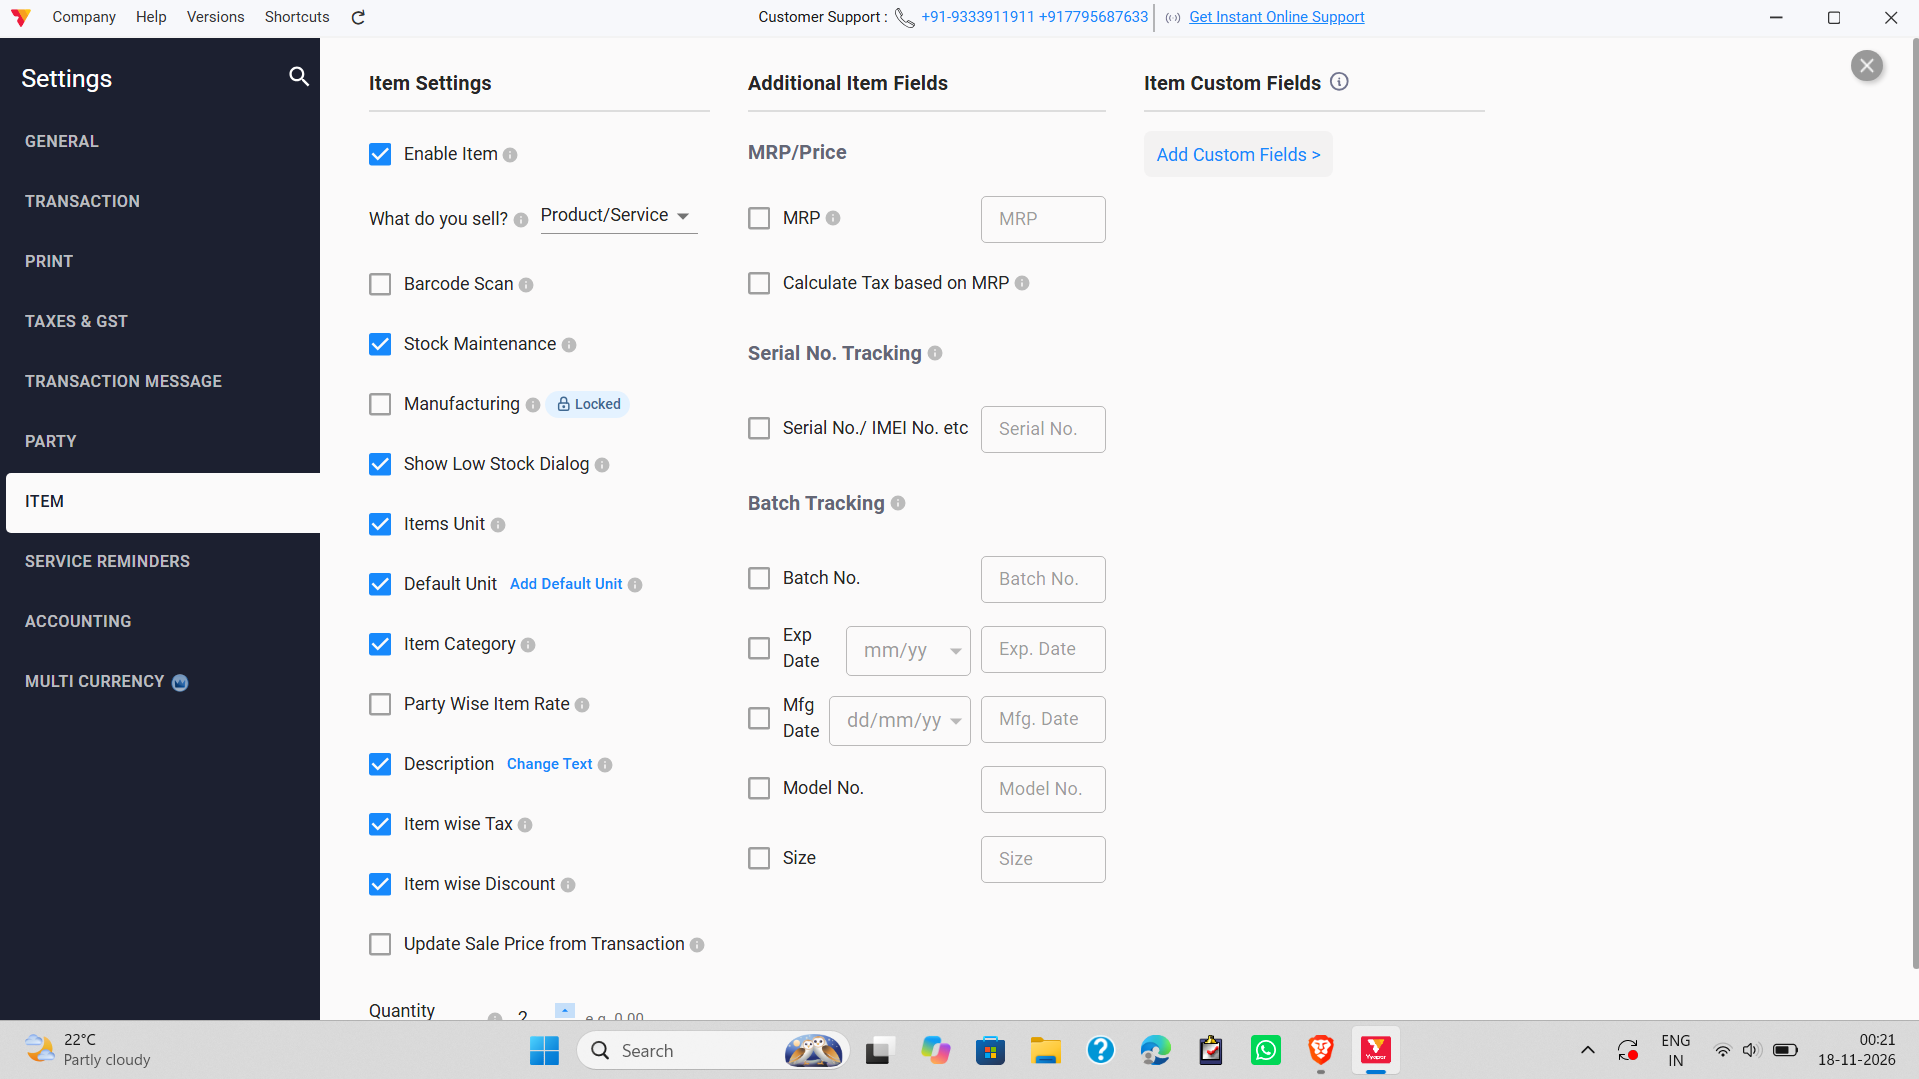 Company Help Versions Shortcuts
Customer Support : +91-9333911911 +917795687633 Get Instant Online Support
Settings
GENERAL
TRANSACTION
PRINT
TAXES & GST
TRANSACTION MESSAGE
PARTY
ITEM
SERVICE REMINDERS
ACCOUNTING
MULTI CURRENCY
Item Settings
Enable Item
What do you sell? Product/Service
Barcode Scan
Stock Maintenance
Manufacturing Locked
Show Low Stock Dialog
Items Unit
Default Unit Add Default Unit
Item Category
Party Wise Item Rate
Description Change Text
Item wise Tax
Item wise Discount
Update Sale Price from Transaction
Quantity
2 e.g. 0.00
Additional Item Fields
MRP/Price
MRP MRP
Calculate Tax based on MRP
Serial No. Tracking
Serial No./ IMEI No. etc Serial No.
Batch Tracking
Batch No. Batch No.
Exp Date mm/yy Exp. Date
Mfg Date dd/mm/yy Mfg. Date
Model No. Model No.
Size Size
Item Custom Fields
Add Custom Fields >
22°C
Partly cloudy
Search
Vyapar
ENG
IN
00:21
18-11-2026